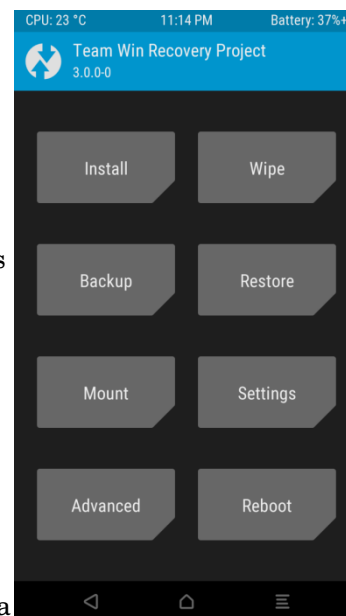 CPU: 23 °C 11:14 PM Battery: 37%+
Team Win Recovery Project
3.0.0-0
Install Wipe
s
Backup Restore
Mount Settings
Advanced Reboot
a